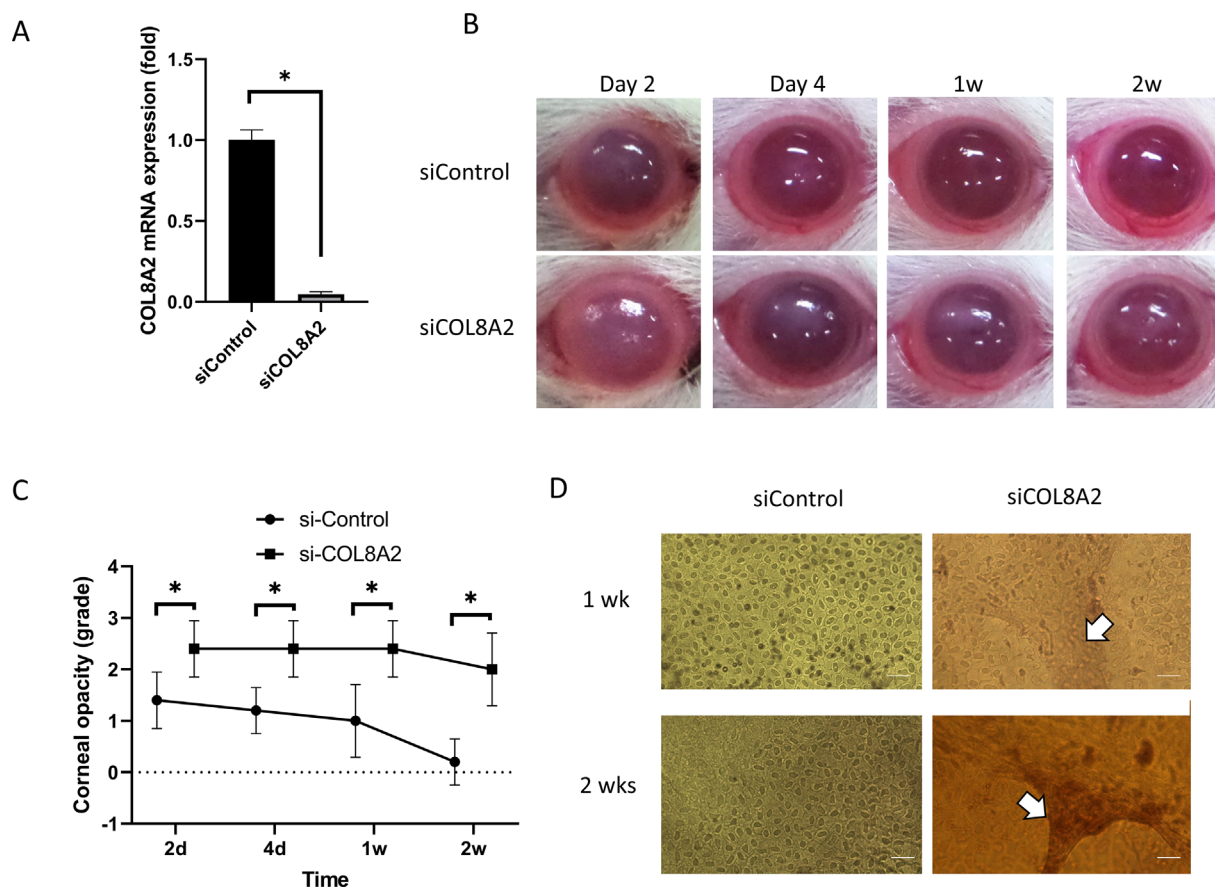 A
COL8A2 mRNA expression (fold)
1.5
1.0
0.5
0.0
*
siControl
siCOL8A2
B
Day 2
Day 4
1w
2w
siControl
siCOL8A2
C
si-Control
si-COL8A2
Corneal opacity (grade)
4
3
2
1
0
-1
*
*
*
*
2d
4d
1w
2w
Time
D
siControl
siCOL8A2
1 wk
2 wks